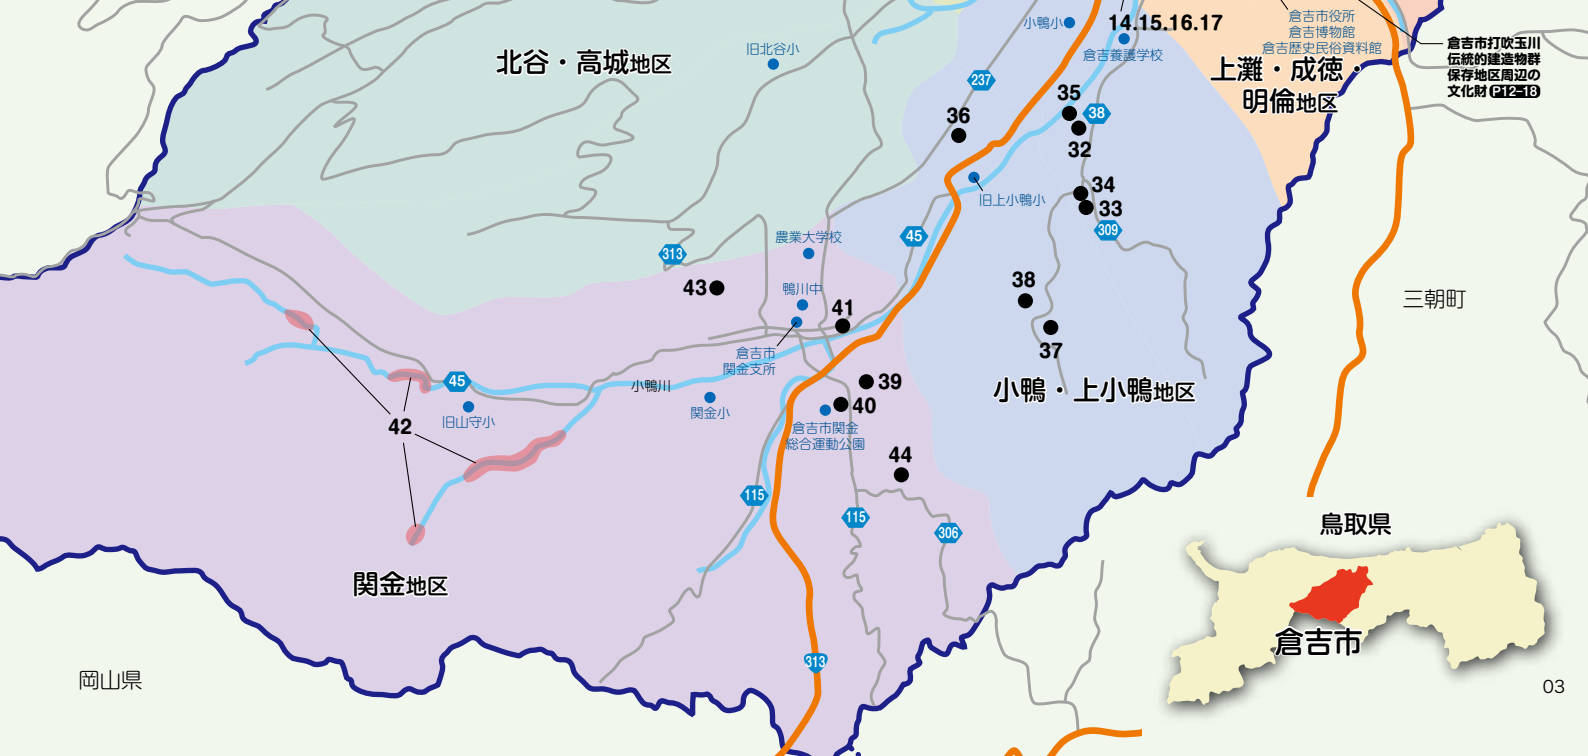 小鴨小
14.15.16.17
倉吉養護学校
倉吉市役所
倉吉博物館
倉吉歴史民俗資料館
倉吉市打吹玉川
伝統的建造物群
保存地区周辺の
文化財 P12-18
北谷・高城地区
旧北谷小
上灘・成徳・
明倫地区
237
35
38
36
32
旧上小鴨小
34
33
309
45
農業大学校
313
43
鴨川中
41
38
37
三朝町
倉吉市
関金支所
小鴨川
45
旧山守小
関金小
39
40
倉吉市関金
総合運動公園
小鴨・上小鴨地区
42
44
115
115
306
関金地区
313
岡山県
鳥取県
倉吉市
03